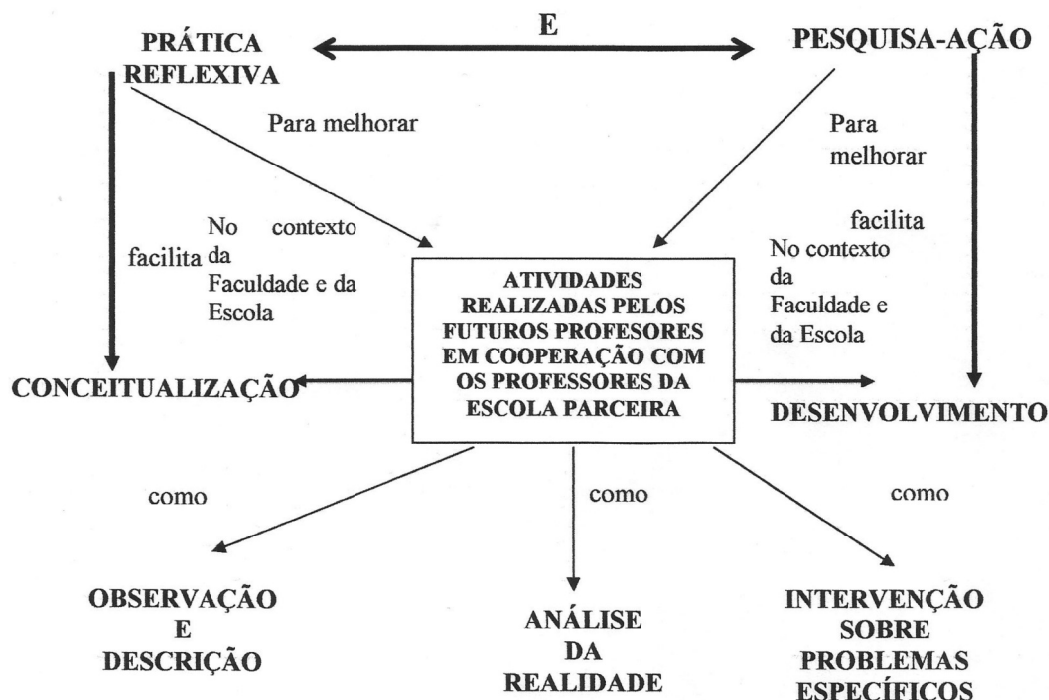 E
PRÁTICA
REFLEXIVA
PESQUISA-AÇÃO
Para melhorar
Para
melhorar
facilita
No contexto
da
Faculdade e da
Escola
facilita
No contexto
da
Faculdade e
da Escola
ATIVIDADES
REALIZADAS PELOS
FUTUROS PROFESORES
EM COOPERAÇÃO COM
OS PROFESSORES DA
ESCOLA PARCEIRA
CONCEITUALIZAÇÃO
DESENVOLVIMENTO
como
como
como
OBSERVAÇÃO
E
DESCRIÇÃO
ANÁLISE
DA
REALIDADE
INTERVENÇÃO
SOBRE
PROBLEMAS
ESPECÍFICOS